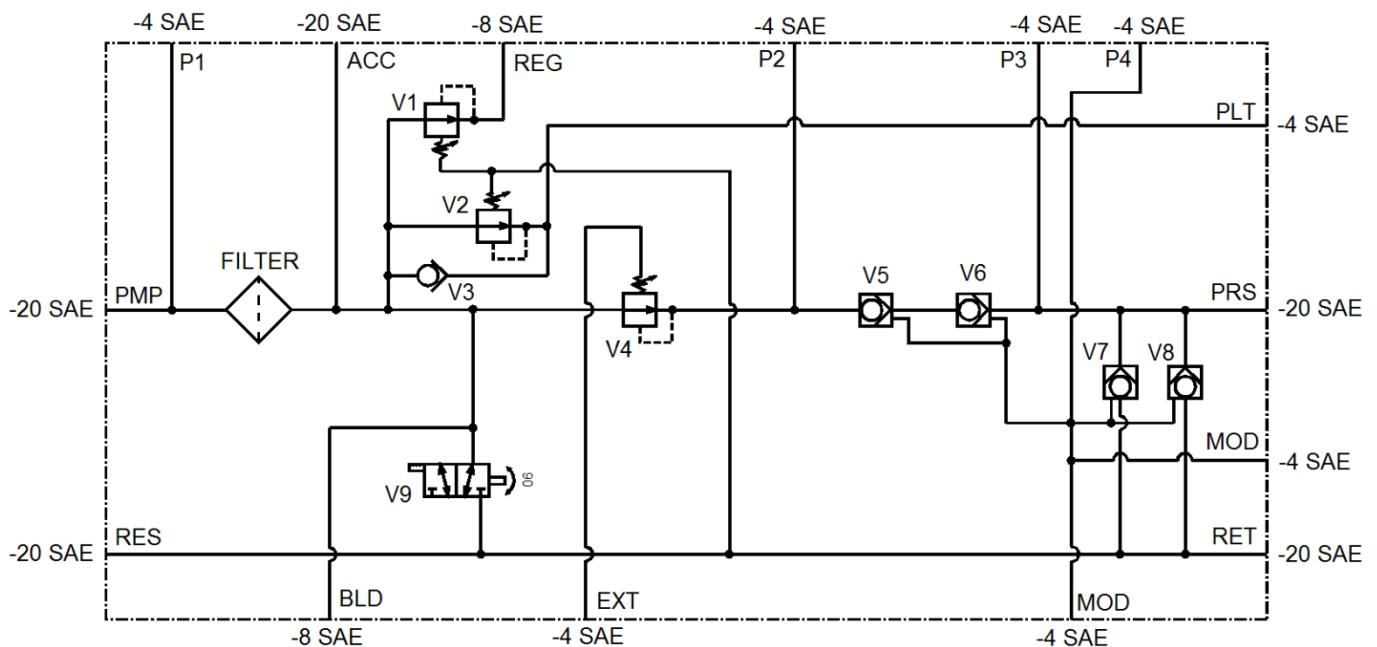 -4 SAE
-20 SAE
-8 SAE
-4 SAE
-4 SAE
-4 SAE
P1
ACC
REG
P2
P3
P4
V1
PLT
-4 SAE
V2
FILTER
V3
V5
V6
PMP
PRS
-20 SAE
-20 SAE
V4
V7
V8
MOD
-4 SAE
V9
90
RES
RET
-20 SAE
-20 SAE
BLD
EXT
MOD
-8 SAE
-4 SAE
-4 SAE